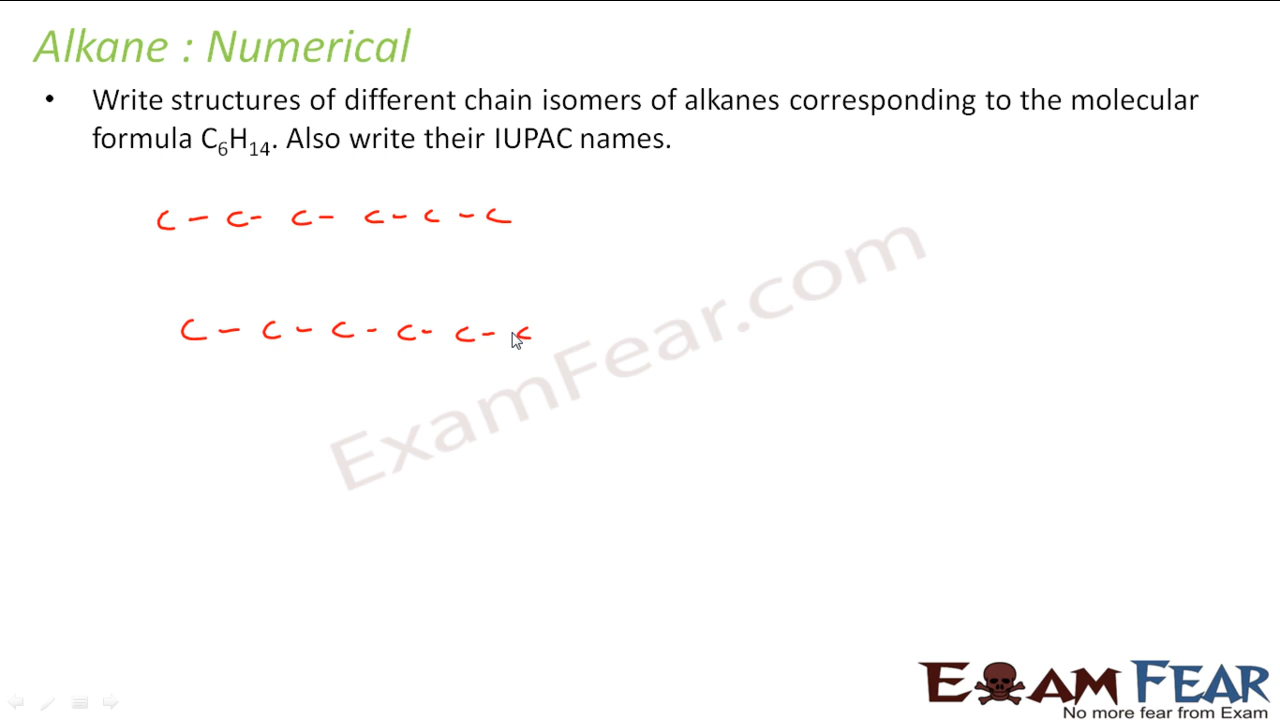 Alkane : Numerical
• Write structures of different chain isomers of alkanes corresponding to the molecular
formula C₆H₁₄. Also write their IUPAC names.
C - C - C - C - C - C
C - C - C - C - C - C
ExamFear.com
EXAM FEAR
No more fear from Exam